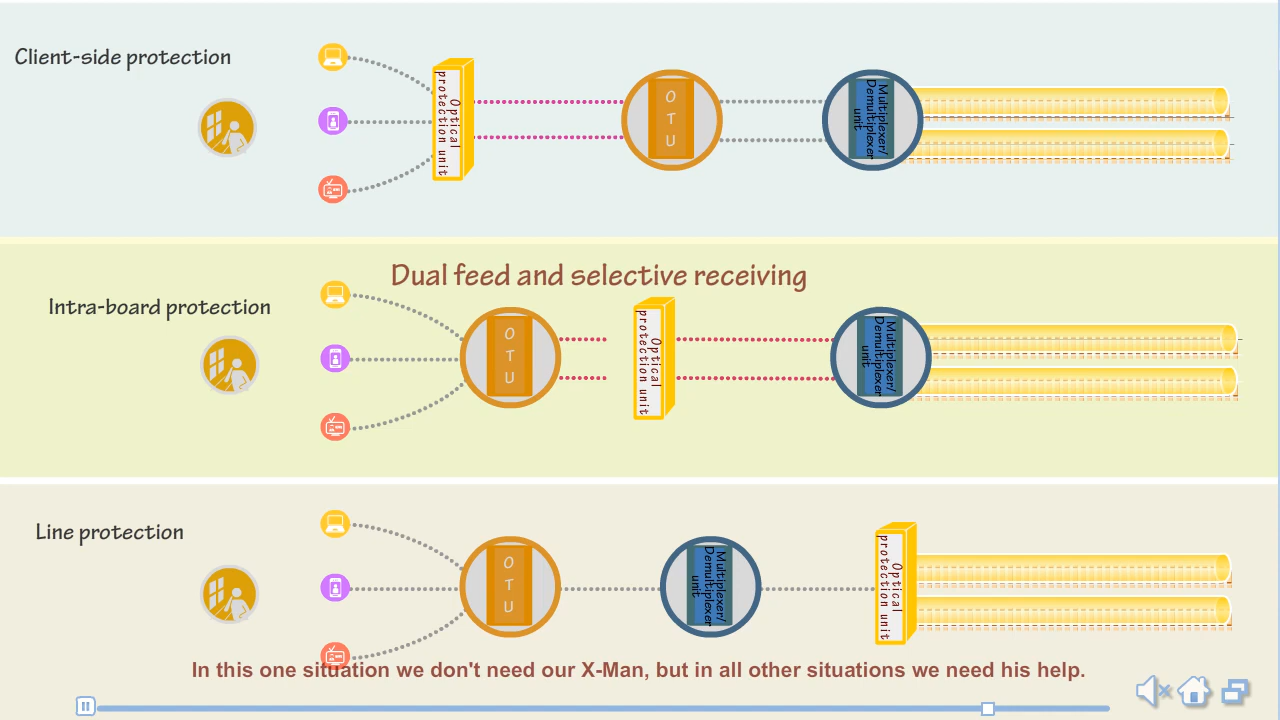 Client-side protection
Optical
protection unit
O
T
U
Multiplexer/
Demultiplexer
unit
Dual feed and selective receiving
Intra-board protection
O
T
U
Optical
protection unit
Multiplexer/
Demultiplexer
unit
Line protection
O
T
U
Multiplexer/
Demultiplexer
unit
Optical
protection unit
In this one situation we don't need our X-Man, but in all other situations we need his help.